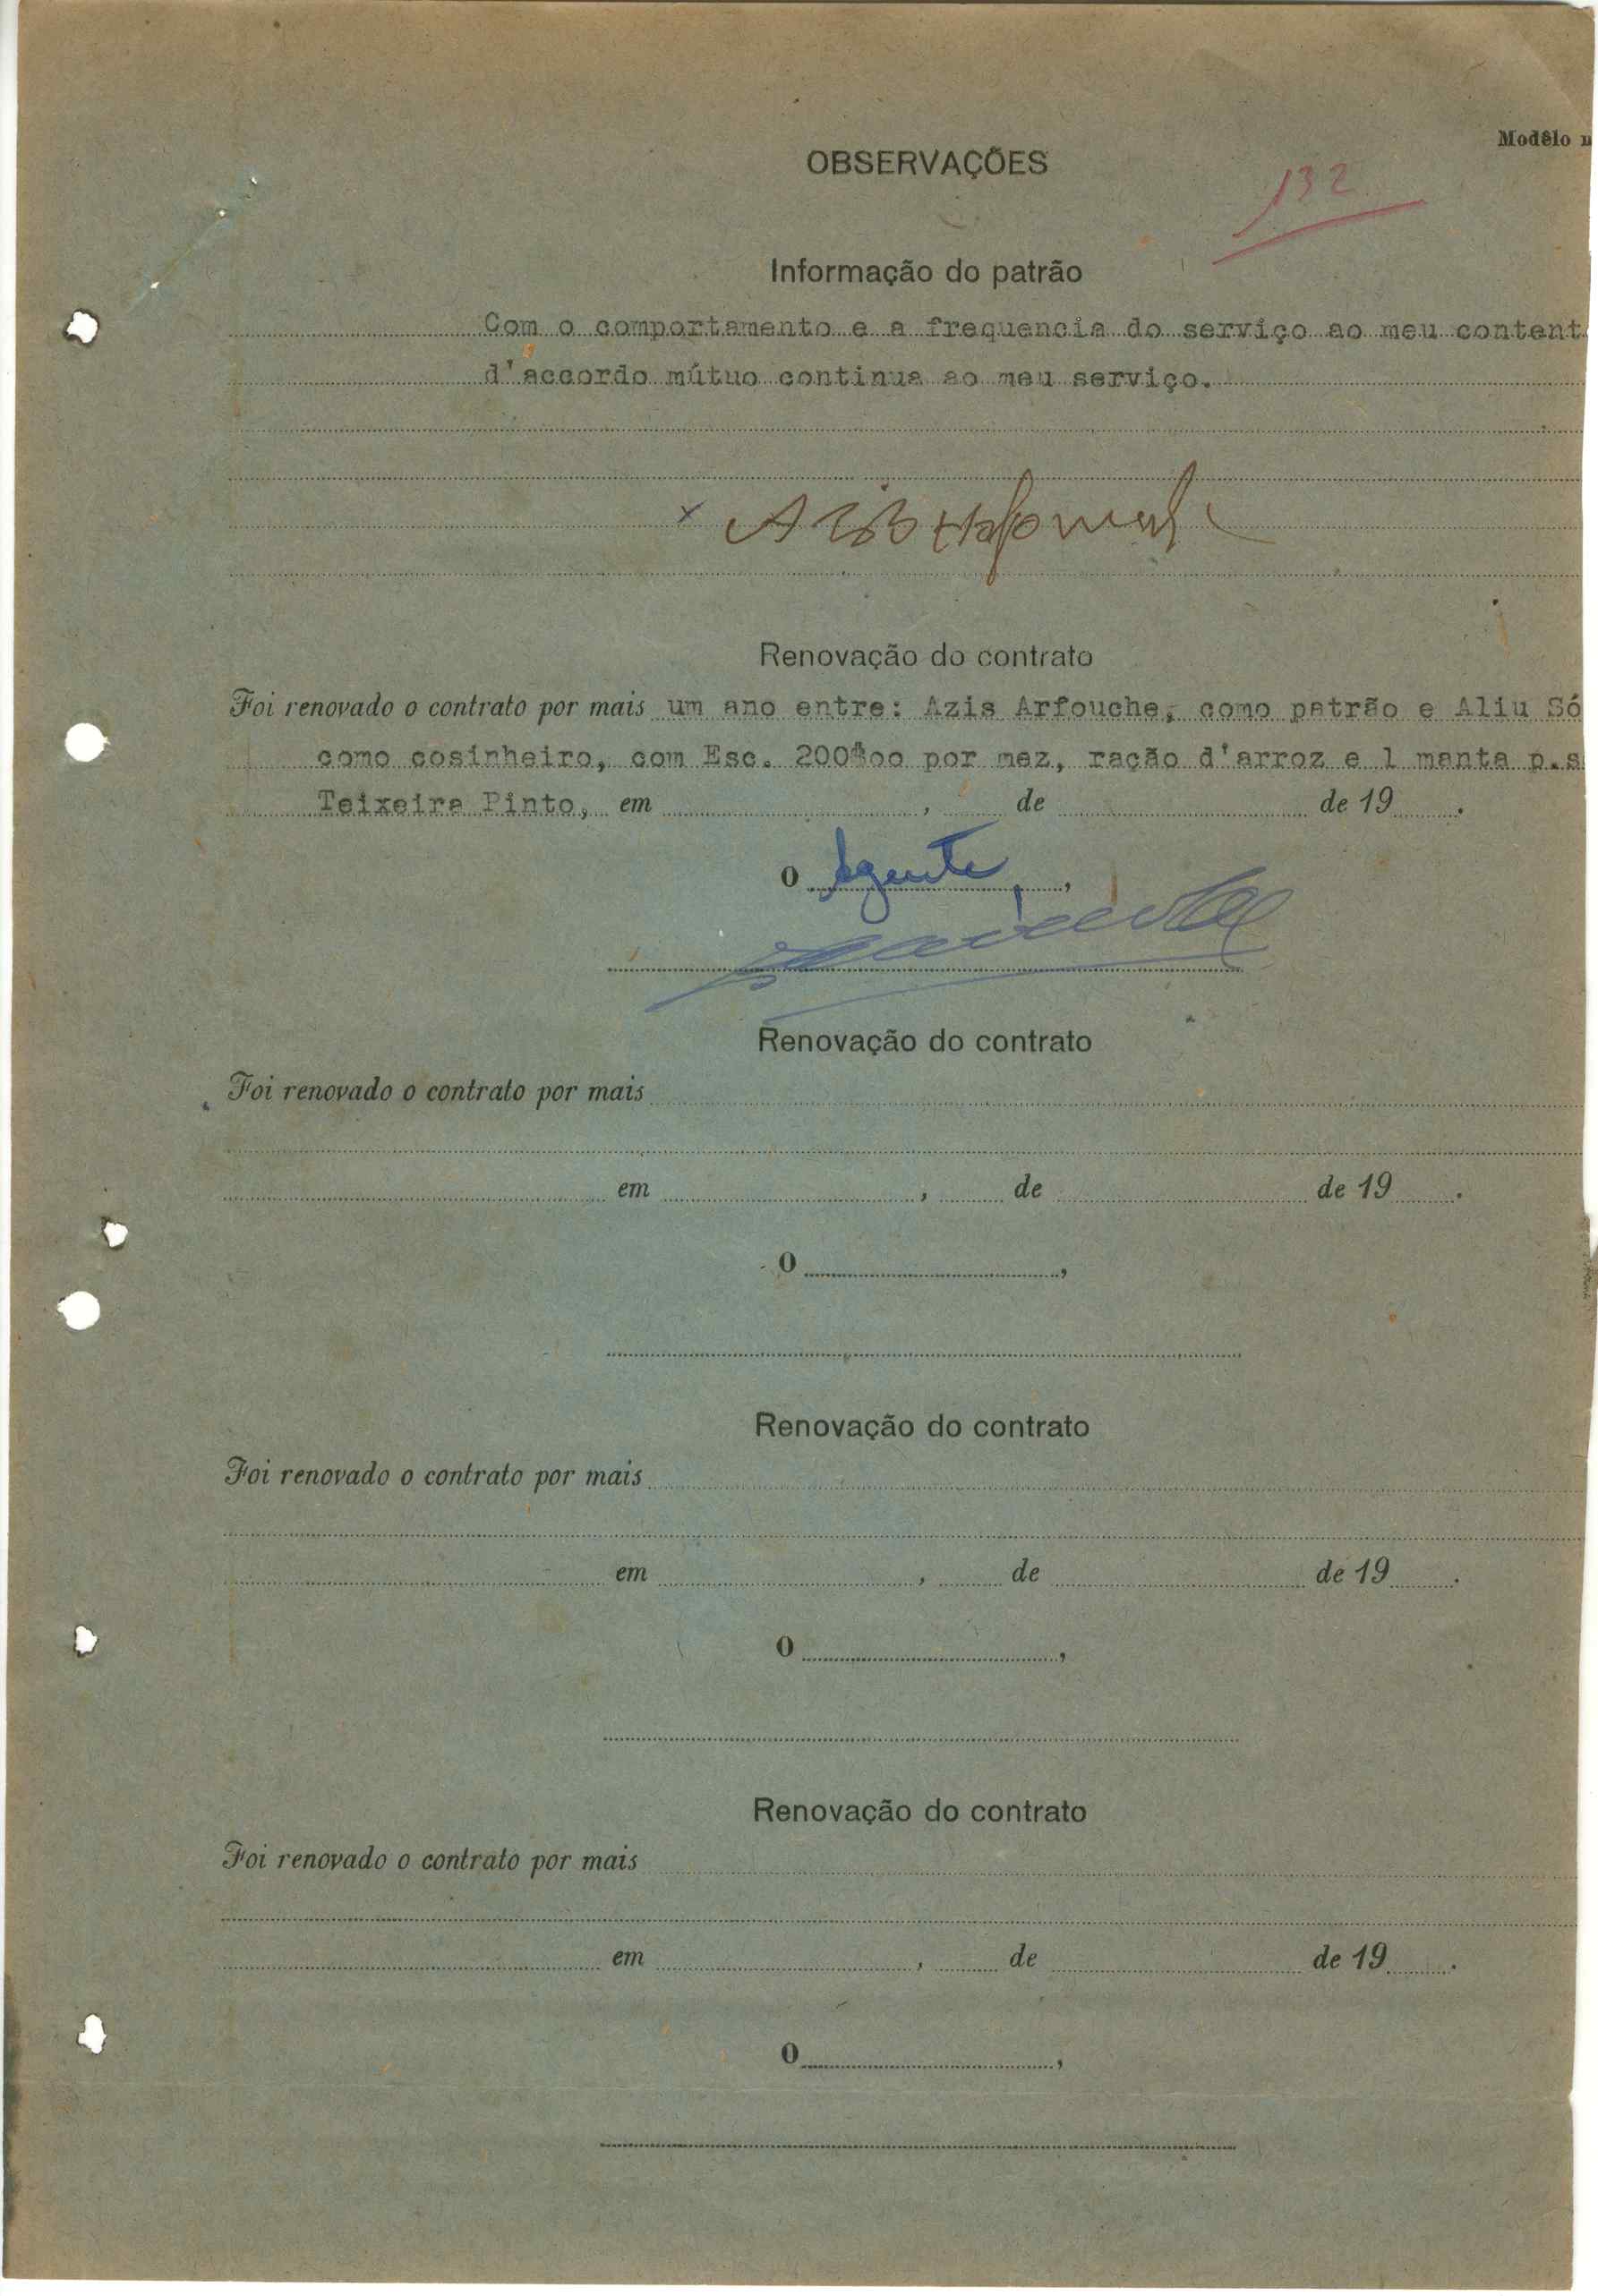 Modêlo
OBSERVAÇÕES
132
Informação do patrão
Com o comportamento e a frequencia do serviço ao meu content
d'accordo mútuo continua ao meu serviço.
Renovação do contrato
Foi renovado o contrato por mais um ano entre: Azis Arfouche, como patrão e Aliu Só
como cosinheiro, com Esc. 200$oo por mez, ração d'arroz e 1 manta p.s
Teixeira Pinto, em , de de 19 .
O Agente,
Renovação do contrato
Foi renovado o contrato por mais
em , de de 19 .
O ,
Renovação do contrato
Foi renovado o contrato por mais
em , de de 19 .
O ,
Renovação do contrato
Foi renovado o contrato por mais
em , de de 19 .
O ,